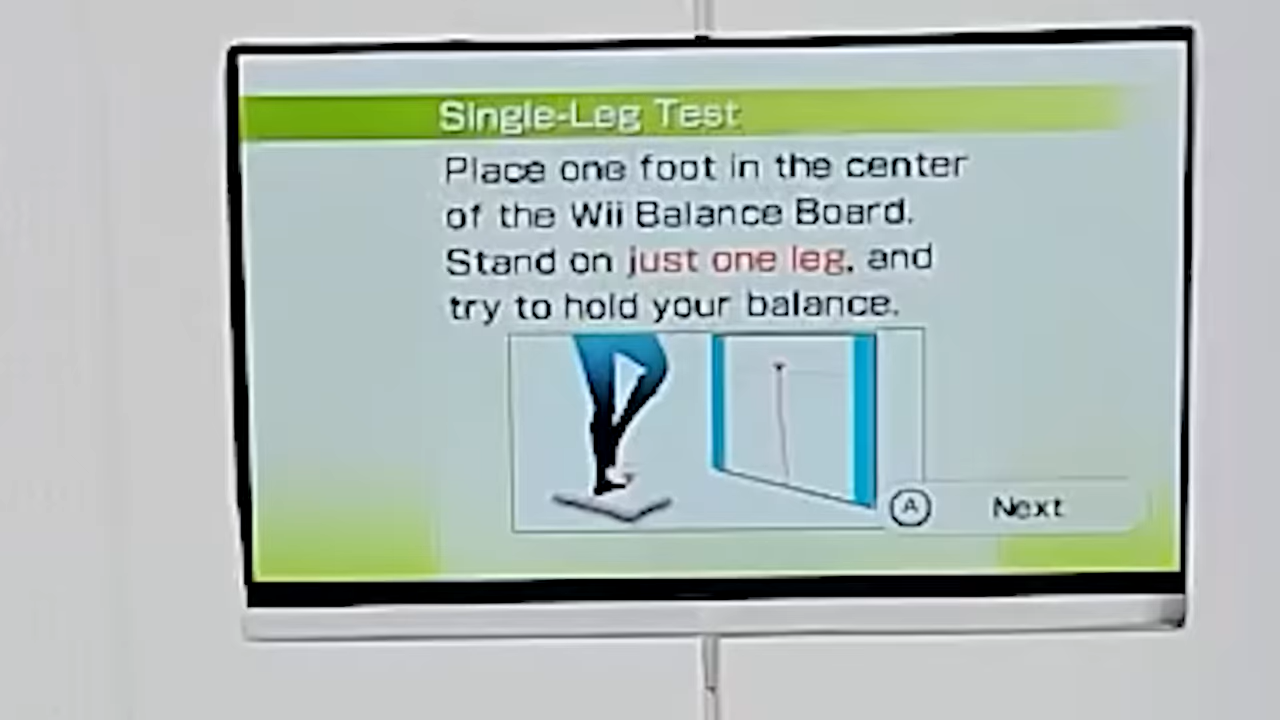 Single-Leg Test
Place one foot in the center
of the Wii Balance Board.
Stand on just one leg, and
try to hold your balance.
A Next